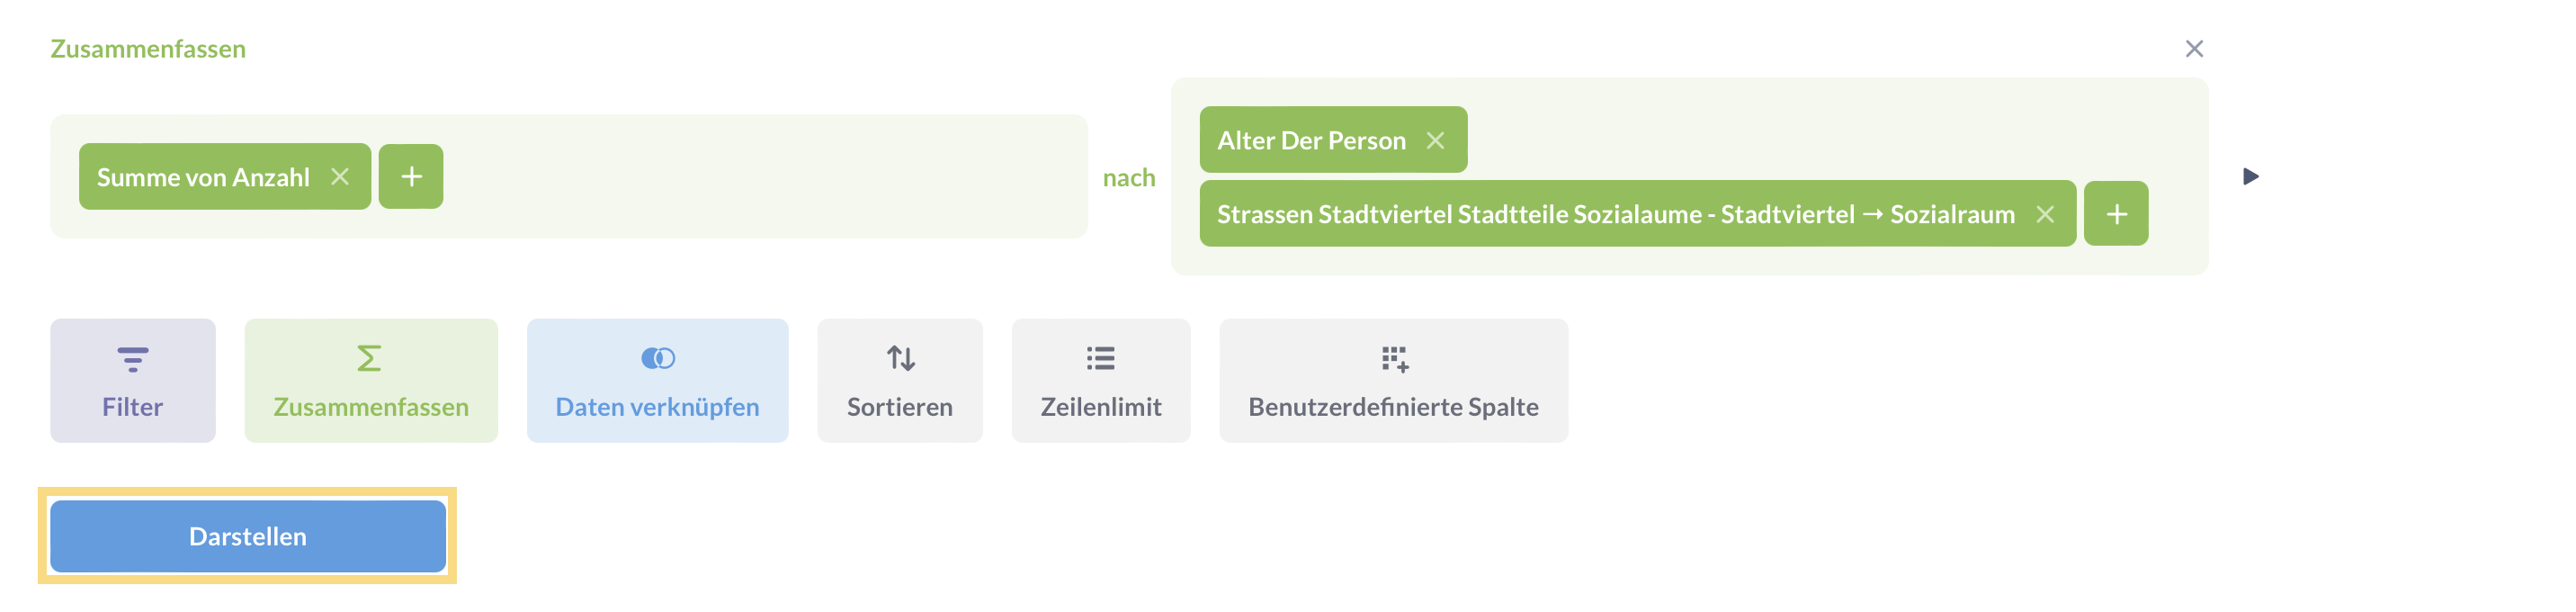 Zusammenfassen
Summe von Anzahl
nach
Alter Der Person
Strassen Stadtviertel Stadtteile Sozialaume - Stadtviertel → Sozialraum
Filter
Zusammenfassen
Daten verknüpfen
Sortieren
Zeilenlimit
Benutzerdefinierte Spalte
Darstellen